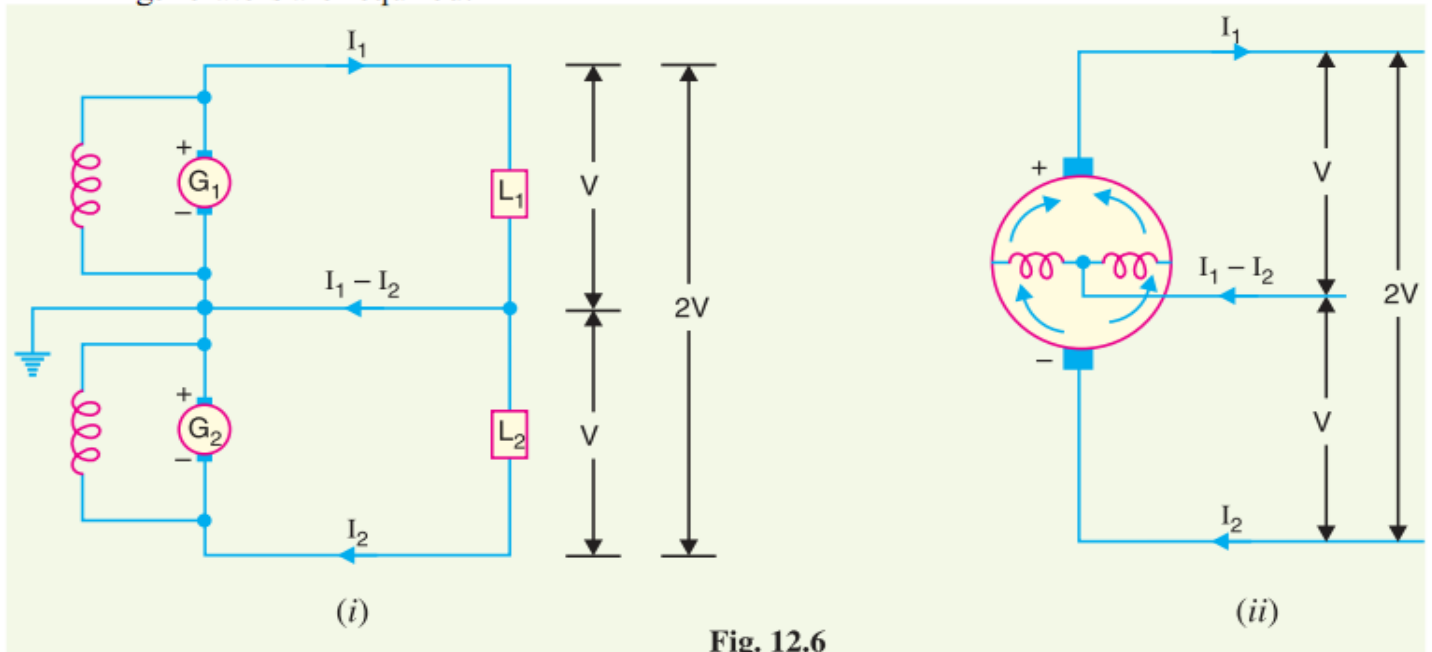 I₁
+
G₁
–
L₁
V
I₁ – I₂
2V
+
G₂
–
L₂
V
I₂
(i)
I₁
+
V
I₁ – I₂
2V
–
V
I₂
(ii)
Fig. 12.6